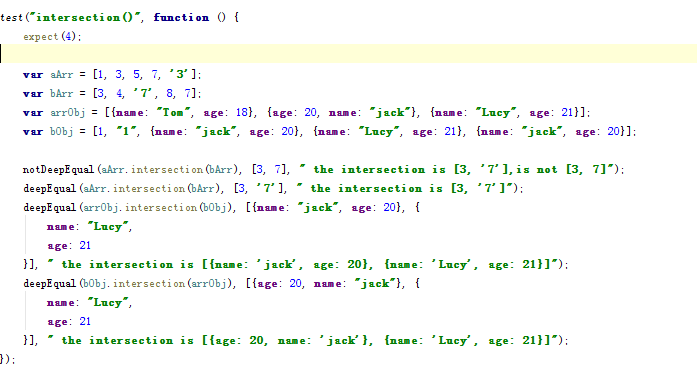 test("intersection()", function () {
    expect(4);

    var aArr = [1, 3, 5, 7, '3'];
    var bArr = [3, 4, '7', 8, 7];
    var arrObj = [{name: "Tom", age: 18}, {age: 20, name: "jack"}, {name: "Lucy", age: 21}];
    var bObj = [1, "1", {name: "jack", age: 20}, {name: "Lucy", age: 21}, {name: "jack", age: 20}];

    notDeepEqual(aArr.intersection(bArr), [3, 7], " the intersection is [3, '7'],is not [3, 7]");
    deepEqual(aArr.intersection(bArr), [3, '7'], " the intersection is [3, '7']");
    deepEqual(arrObj.intersection(bObj), [{name: "jack", age: 20}, {
        name: "Lucy",
        age: 21
    }], " the intersection is [{name: 'jack', age: 20}, {name: 'Lucy', age: 21}]");
    deepEqual(bObj.intersection(arrObj), [{age: 20, name: "jack"}, {
        name: "Lucy",
        age: 21
    }], " the intersection is [{age: 20, name: 'jack'}, {name: 'Lucy', age: 21}]");
});